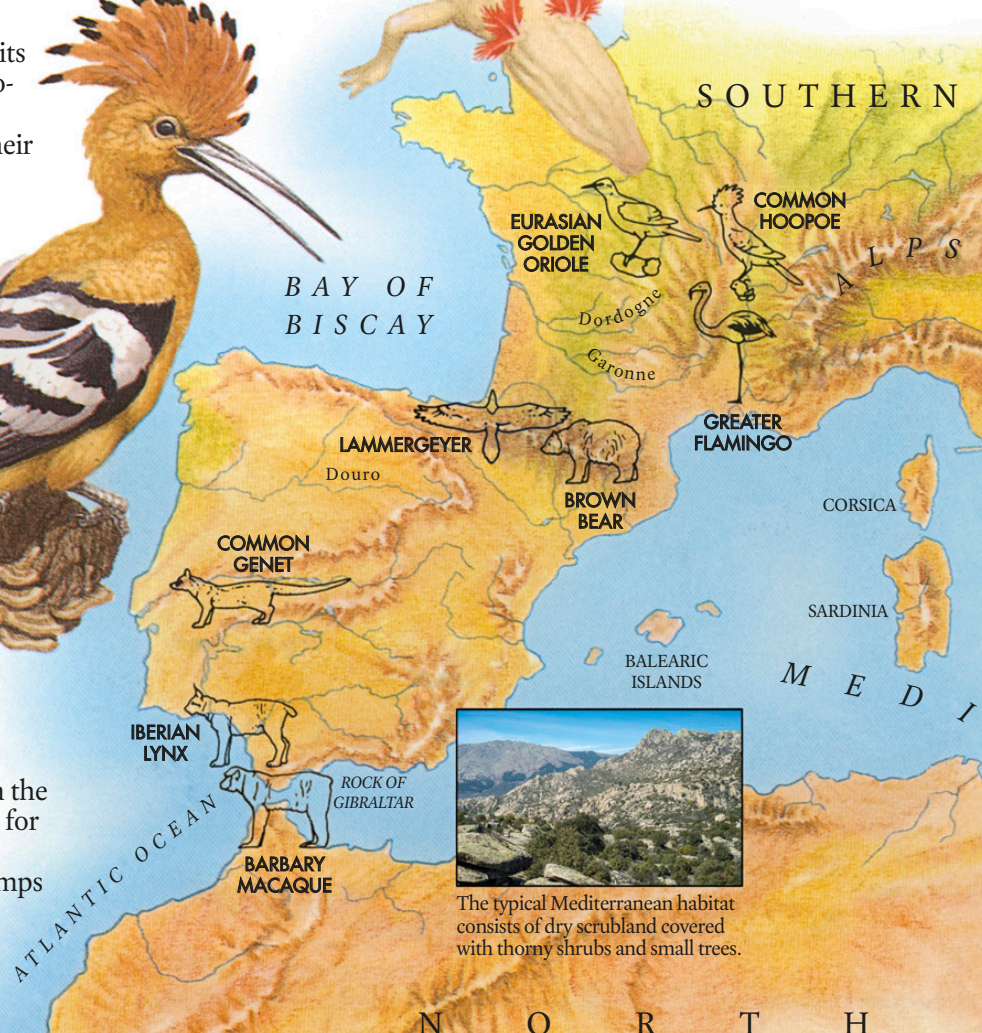 its
o-
heir
SOUTHERN
EURASIAN
GOLDEN
ORIOLE
COMMON
HOOPOE
ALPS
BAY OF
BISCAY
Dordogne
Garonne
LAMMERGEYER
GREATER
FLAMINGO
Douro
BROWN
BEAR
CORSICA
COMMON
GENET
SARDINIA
BALEARIC
ISLANDS
MEDI
IBERIAN
LYNX
ROCK OF
GIBRALTAR
n the
for
mps
ATLANTIC OCEAN
BARBARY
MACAQUE
The typical Mediterranean habitat
consists of dry scrubland covered
with thorny shrubs and small trees.
NORTH